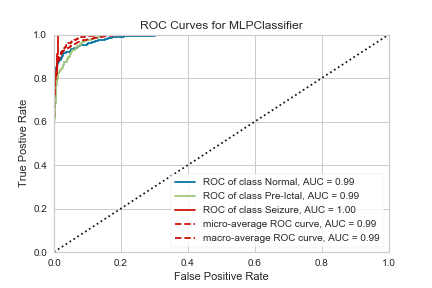 ROC Curves for MLPClassifier
1.0
0.8
0.6
0.4
0.2
0.0
True Postive Rate
ROC of class Normal, AUC = 0.99
ROC of class Pre-Ictal, AUC = 0.99
ROC of class Seizure, AUC = 1.00
micro-average ROC curve, AUC = 0.99
macro-average ROC curve, AUC = 0.99
0.0 0.2 0.4 0.6 0.8 1.0
False Positive Rate